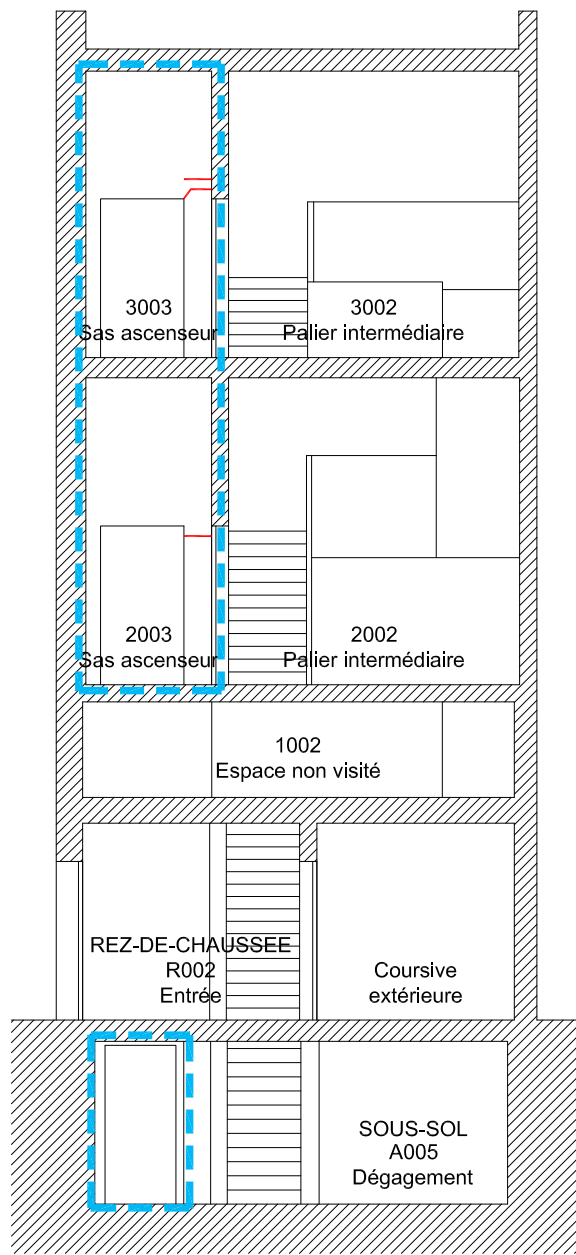 3003
Sas ascenseur
3002
Palier intermédiaire
2003
Sas ascenseur
2002
Palier intermédiaire
1002
Espace non visité
REZ-DE-CHAUSSEE
R002
Entrée
Coursive
extérieure
SOUS-SOL
A005
Dégagement